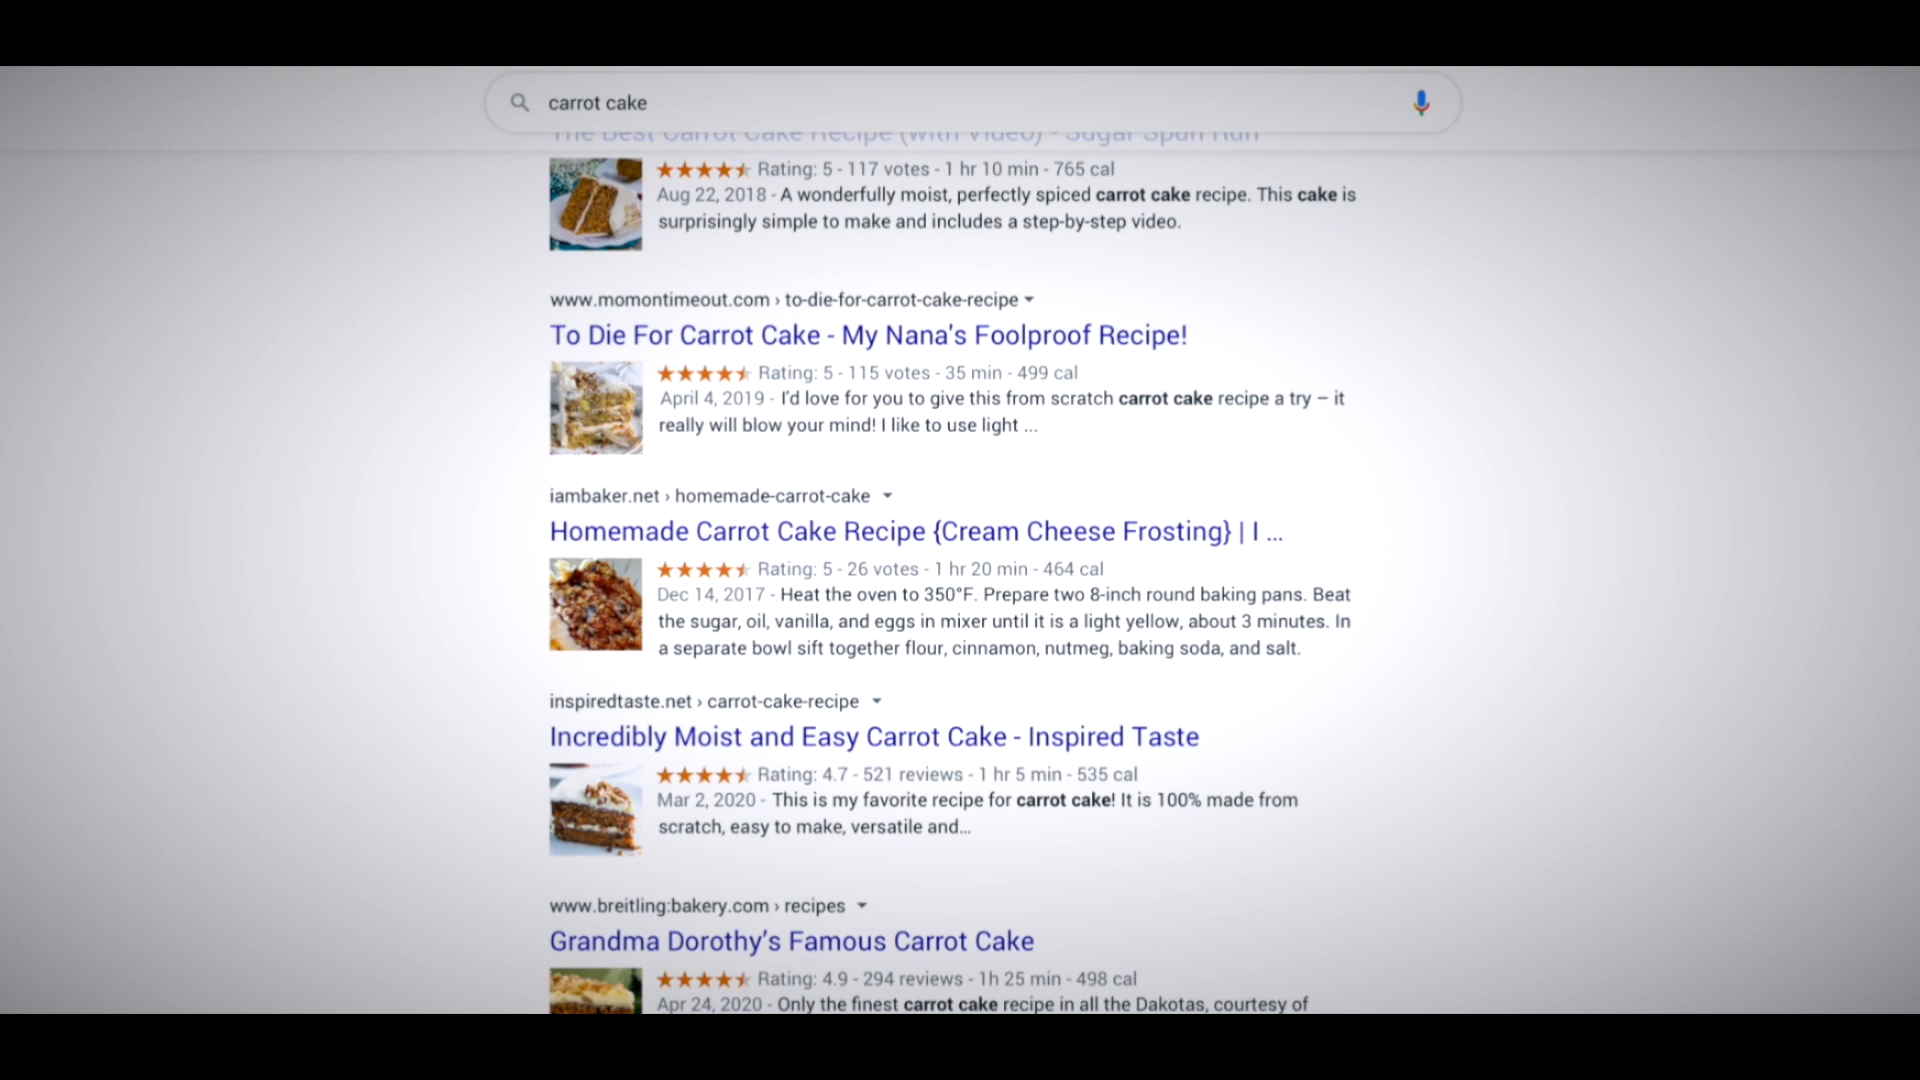 carrot cake
The Best Carrot Cake Recipe (with Video) - Sugar Spun Run
Rating: 5 - 117 votes - 1 hr 10 min - 765 cal
Aug 22, 2018 - A wonderfully moist, perfectly spiced carrot cake recipe. This cake is
surprisingly simple to make and includes a step-by-step video.
www.momontimeout.com › to-die-for-carrot-cake-recipe
To Die For Carrot Cake - My Nana's Foolproof Recipe!
Rating: 5 - 115 votes - 35 min - 499 cal
April 4, 2019 - I'd love for you to give this from scratch carrot cake recipe a try – it
really will blow your mind! I like to use light ...
iambaker.net › homemade-carrot-cake
Homemade Carrot Cake Recipe {Cream Cheese Frosting} | I ...
Rating: 5 - 26 votes - 1 hr 20 min - 464 cal
Dec 14, 2017 - Heat the oven to 350°F. Prepare two 8-inch round baking pans. Beat
the sugar, oil, vanilla, and eggs in mixer until it is a light yellow, about 3 minutes. In
a separate bowl sift together flour, cinnamon, nutmeg, baking soda, and salt.
inspiredtaste.net › carrot-cake-recipe
Incredibly Moist and Easy Carrot Cake - Inspired Taste
Rating: 4.7 - 521 reviews - 1 hr 5 min - 535 cal
Mar 2, 2020 - This is my favorite recipe for carrot cake! It is 100% made from
scratch, easy to make, versatile and...
www.breitling:bakery.com › recipes
Grandma Dorothy's Famous Carrot Cake
Rating: 4.9 - 294 reviews - 1h 25 min - 498 cal
Apr 24, 2020 - Only the finest carrot cake recipe in all the Dakotas, courtesy of